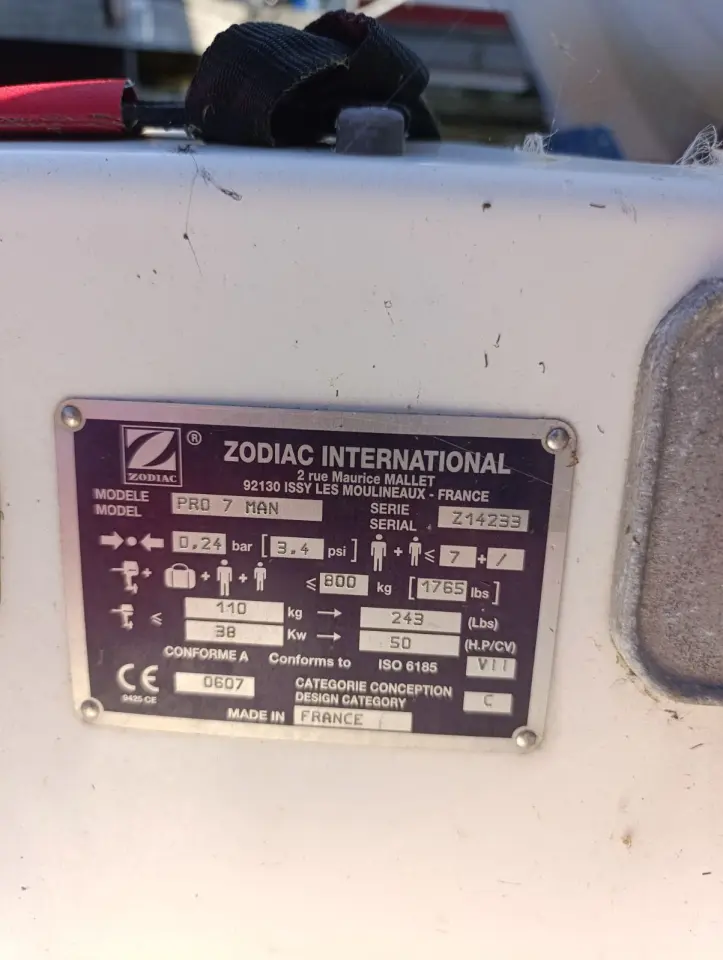 ZODIAC
®
ZODIAC INTERNATIONAL
2 rue Maurice MALLET
92130 ISSY LES MOULINEAUX - FRANCE
MODELE
MODEL
PRO 7 MAN
SERIE
SERIAL
Z14233
0,24 bar [3.4 psi] + ≤ 7 + /
+ + + ≤ 800 kg [1765 lbs]
≤ 110 kg → 243 (Lbs)
38 Kw → 50 (H.P/CV)
CONFORME A Conforms to ISO 6185 VII
CE
0425 CE
0607
CATEGORIE CONCEPTION
DESIGN CATEGORY
C
MADE IN FRANCE